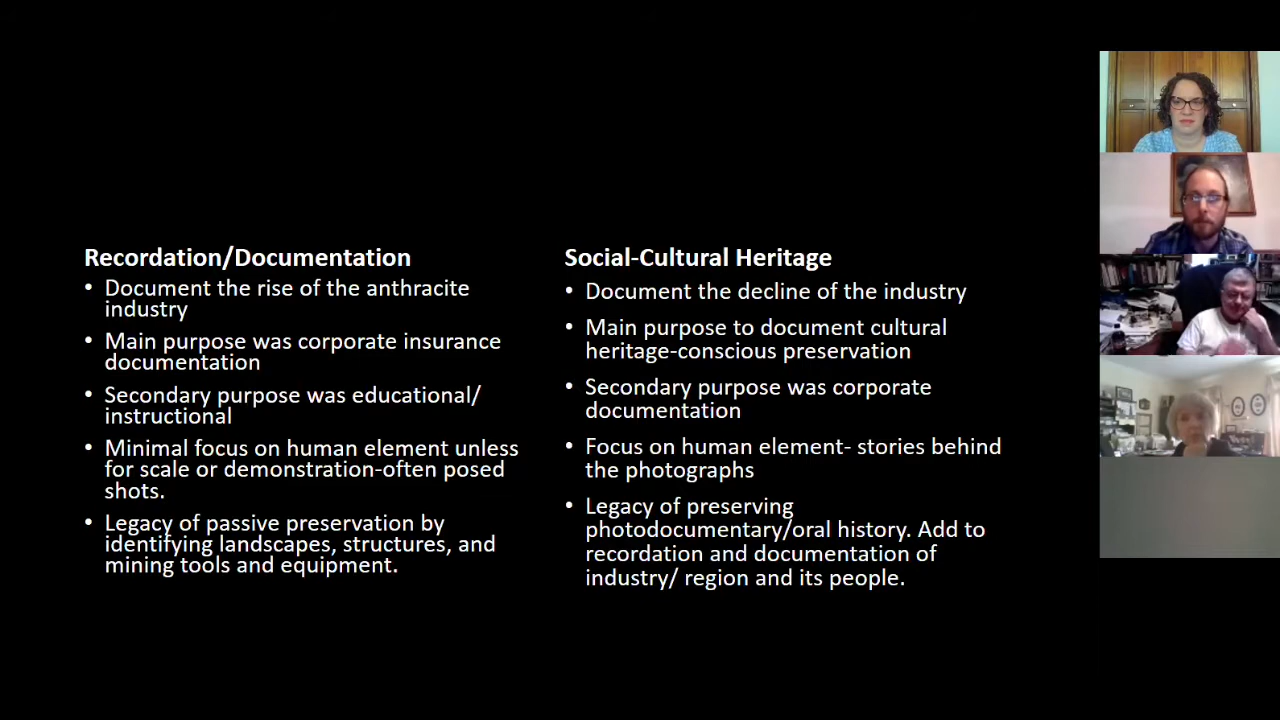 Recordation/Documentation
• Document the rise of the anthracite
industry
• Main purpose was corporate insurance
documentation
• Secondary purpose was educational/
instructional
• Minimal focus on human element unless
for scale or demonstration-often posed
shots.
• Legacy of passive preservation by
identifying landscapes, structures, and
mining tools and equipment.
Social-Cultural Heritage
• Document the decline of the industry
• Main purpose to document cultural
heritage-conscious preservation
• Secondary purpose was corporate
documentation
• Focus on human element- stories behind
the photographs
• Legacy of preserving
photodocumentary/oral history. Add to
recordation and documentation of
industry/ region and its people.